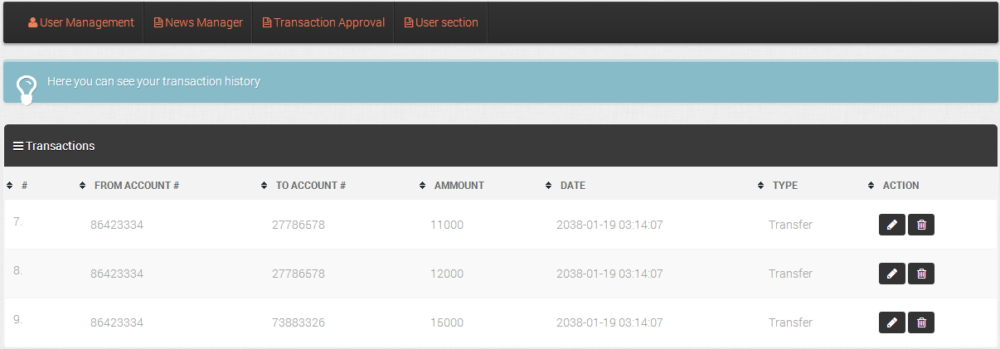 User Management News Manager Transaction Approval User section
Here you can see your transaction history
Transactions
# FROM ACCOUNT # TO ACCOUNT # AMMOUNT DATE TYPE ACTION
7. 86423334 27786578 11000 2038-01-19 03:14:07 Transfer
8. 86423334 27786578 12000 2038-01-19 03:14:07 Transfer
9. 86423334 73883326 15000 2038-01-19 03:14:07 Transfer